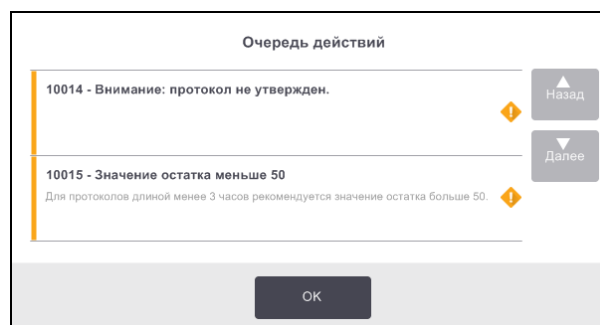 Очередь действий
10014 - Внимание: протокол не утвержден.
Назад
Далее
10015 - Значение остатка меньше 50
Для протоколов длиной менее 3 часов рекомендуется значение остатка больше 50.
OK